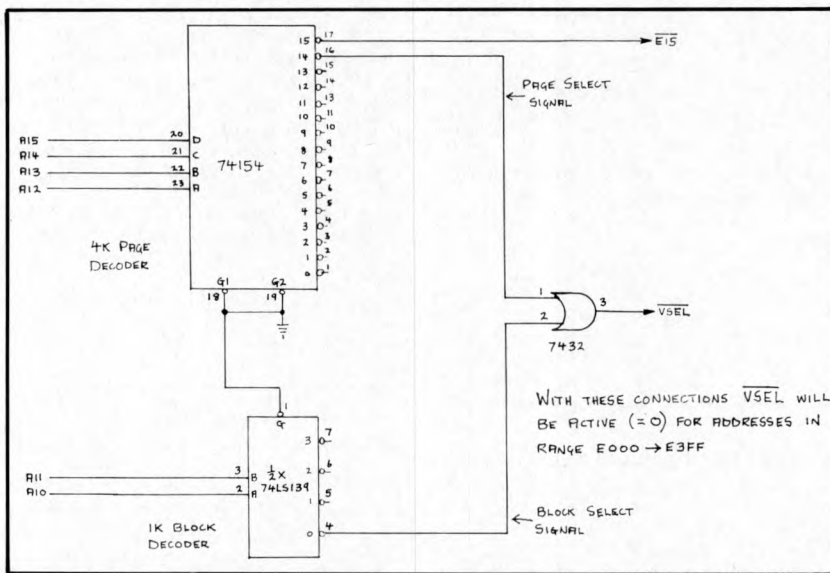 15 17
14 16
13 15
12 14
11 13
10 11
9 10
8 9
7 8
6 7
5 6
4 5
3 4
2 3
1 2
0 1
E15
PAGE SELECT
SIGNAL
A15 20 D
A14 21 C
A13 22 B
A12 23 A
74154
4K PAGE
DECODER
G1 G2
18 19
1
2
3
VSEL
7432
WITH THESE CONNECTIONS VSEL WILL
BE ACTIVE (=0) FOR ADDRESSES IN
RANGE E000 → E3FF
1
G
3 7
2 6
1 5
0 4
A11 3 B
A10 2 A
½ X
74LS139
1K BLOCK
DECODER
BLOCK SELECT
SIGNAL